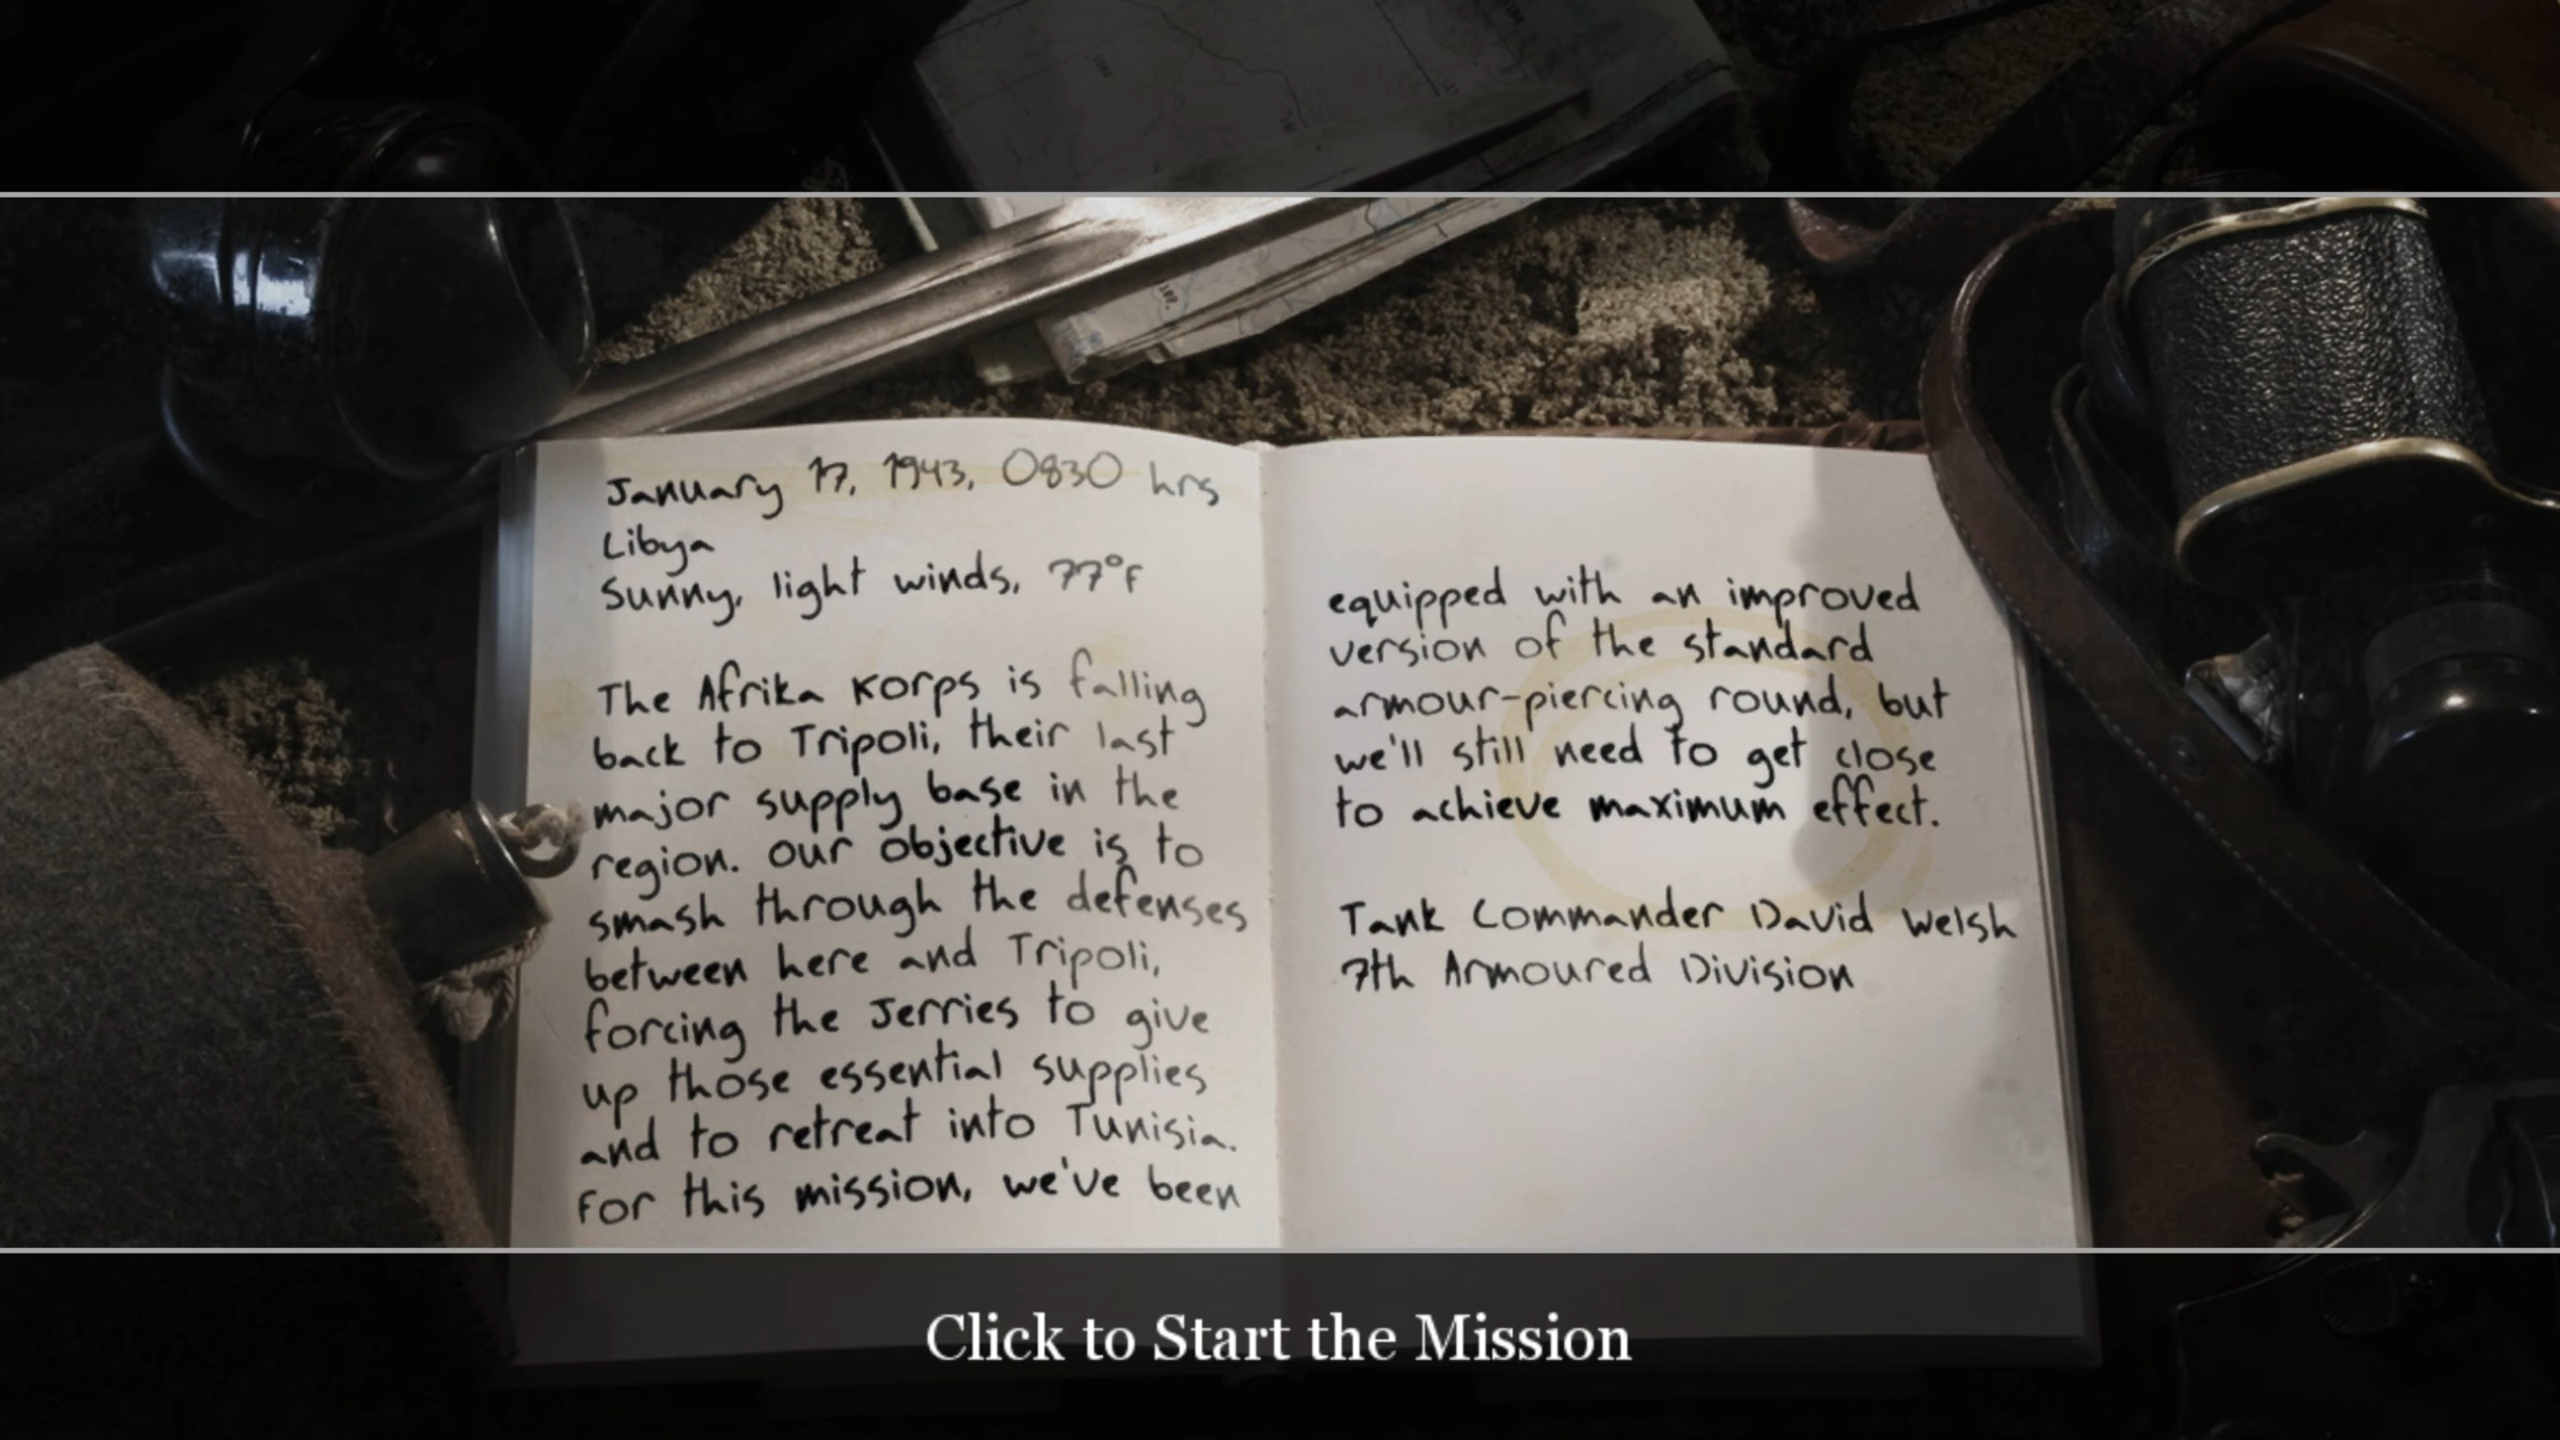 January 17, 1943, 0830 hrs
Libya
Sunny, light winds, 77°F
The Afrika Korps is falling
back to Tripoli, their last
major supply base in the
region. Our objective is to
smash through the defenses
between here and Tripoli,
forcing the Jerries to give
up those essential supplies
and to retreat into Tunisia.
For this mission, we've been
equipped with an improved
version of the standard
armour-piercing round, but
we'll still need to get close
to achieve maximum effect.
Tank Commander David Welsh
7th Armoured Division
Click to Start the Mission